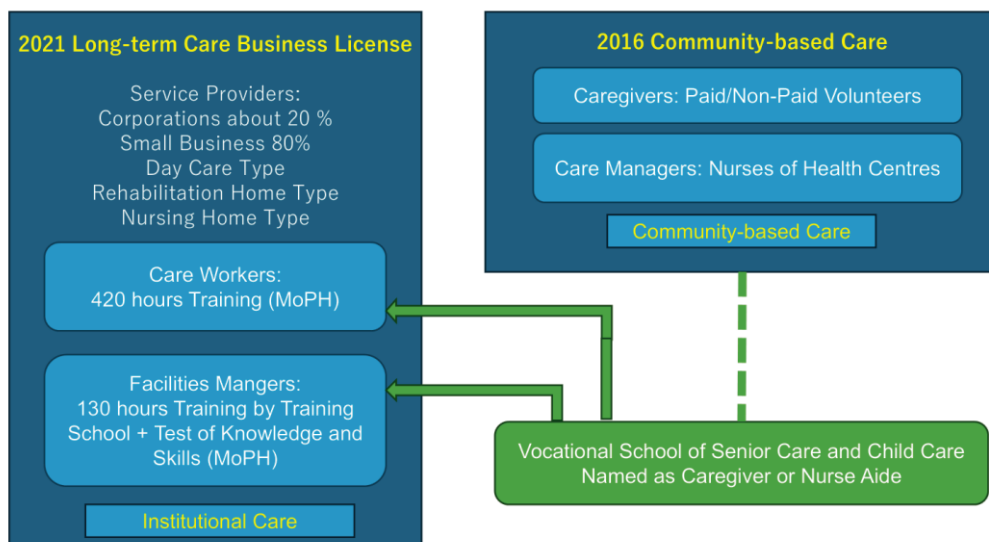 2021 Long-term Care Business License
Service Providers:
Corporations about 20 %
Small Business 80%
Day Care Type
Rehabilitation Home Type
Nursing Home Type
Care Workers:
420 hours Training (MoPH)
Facilities Mangers:
130 hours Training by Training
School + Test of Knowledge and
Skills (MoPH)
Institutional Care
2016 Community-based Care
Caregivers: Paid/Non-Paid Volunteers
Care Managers: Nurses of Health Centres
Community-based Care
Vocational School of Senior Care and Child Care
Named as Caregiver or Nurse Aide